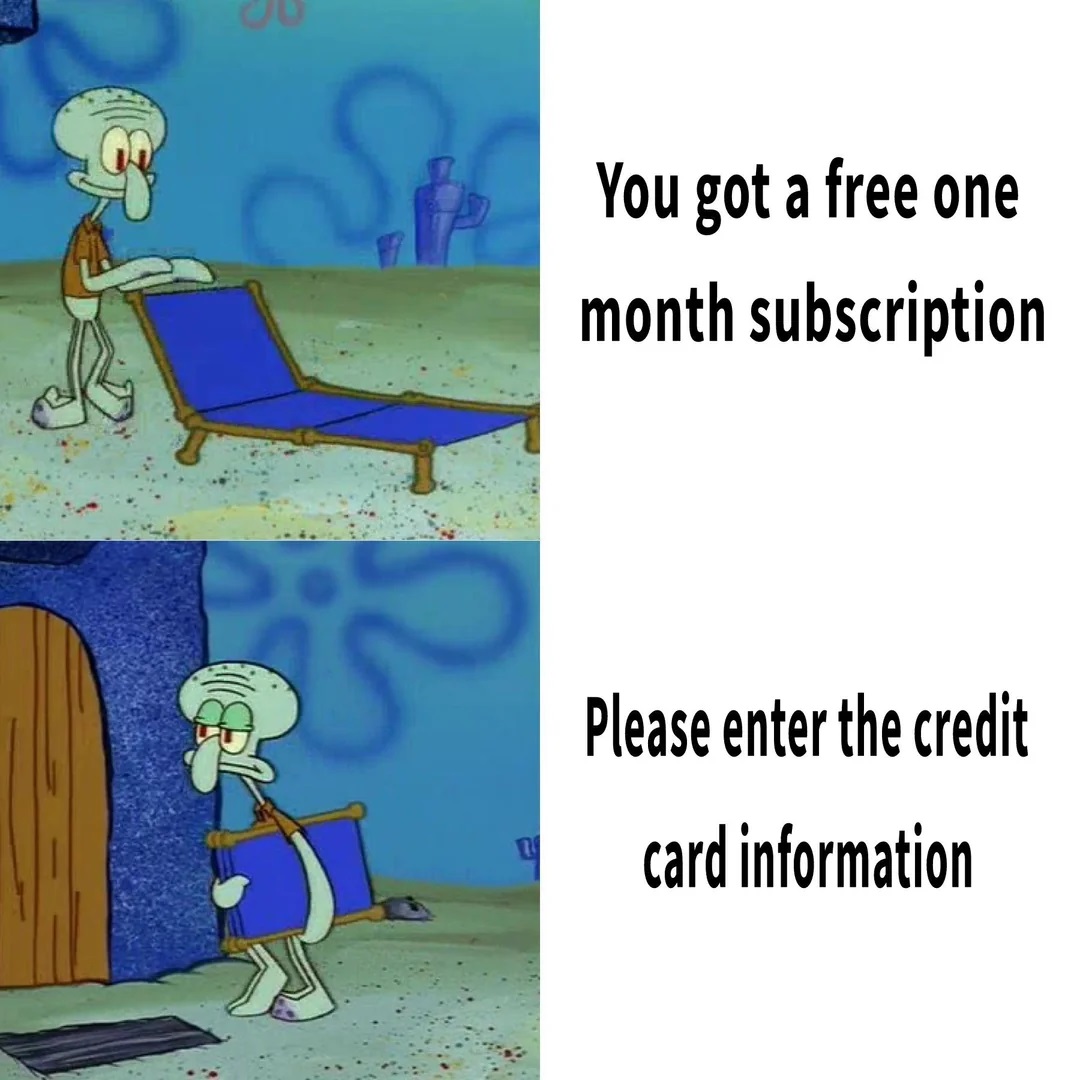 You got a free one
month subscription
Please enter the credit
card information